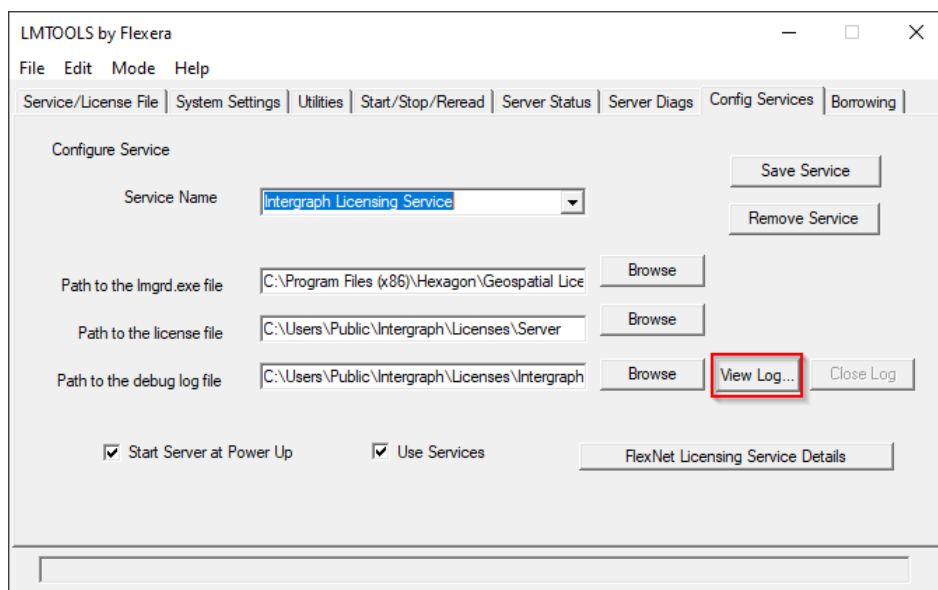 LMTOOLS by Flexera
File Edit Mode Help
Service/License File System Settings Utilities Start/Stop/Reread Server Status Server Diags Config Services Borrowing
Configure Service
Save Service
Service Name Intergraph Licensing Service
Remove Service
Path to the lmgrd.exe file C:\Program Files (x86)\Hexagon\Geospatial Lice Browse
Path to the license file C:\Users\Public\Intergraph\Licenses\Server Browse
Path to the debug log file C:\Users\Public\Intergraph\Licenses\Intergraph Browse View Log... Close Log
Start Server at Power Up Use Services FlexNet Licensing Service Details